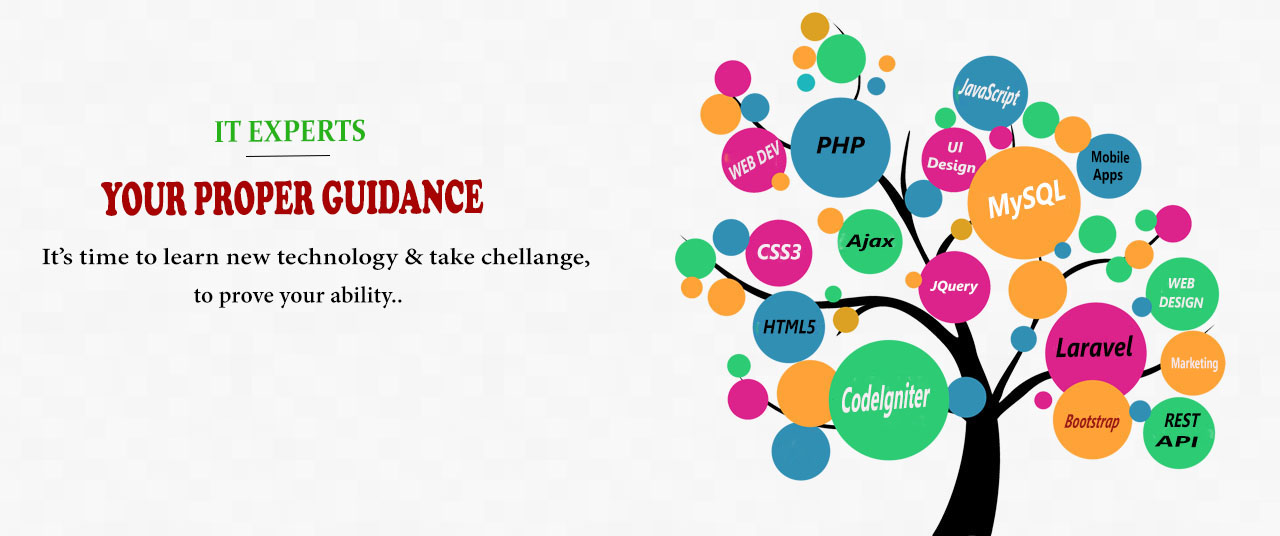 IT EXPERTS
YOUR PROPER GUIDANCE
It's time to learn new technology & take chellange,
to prove your ability..
JavaScript
PHP
WEB DEV
UI
Design
Mobile
Apps
MySQL
CSS3
Ajax
JQuery
WEB
DESIGN
HTML5
Laravel
Marketing
CodeIgniter
Bootstrap
REST
API